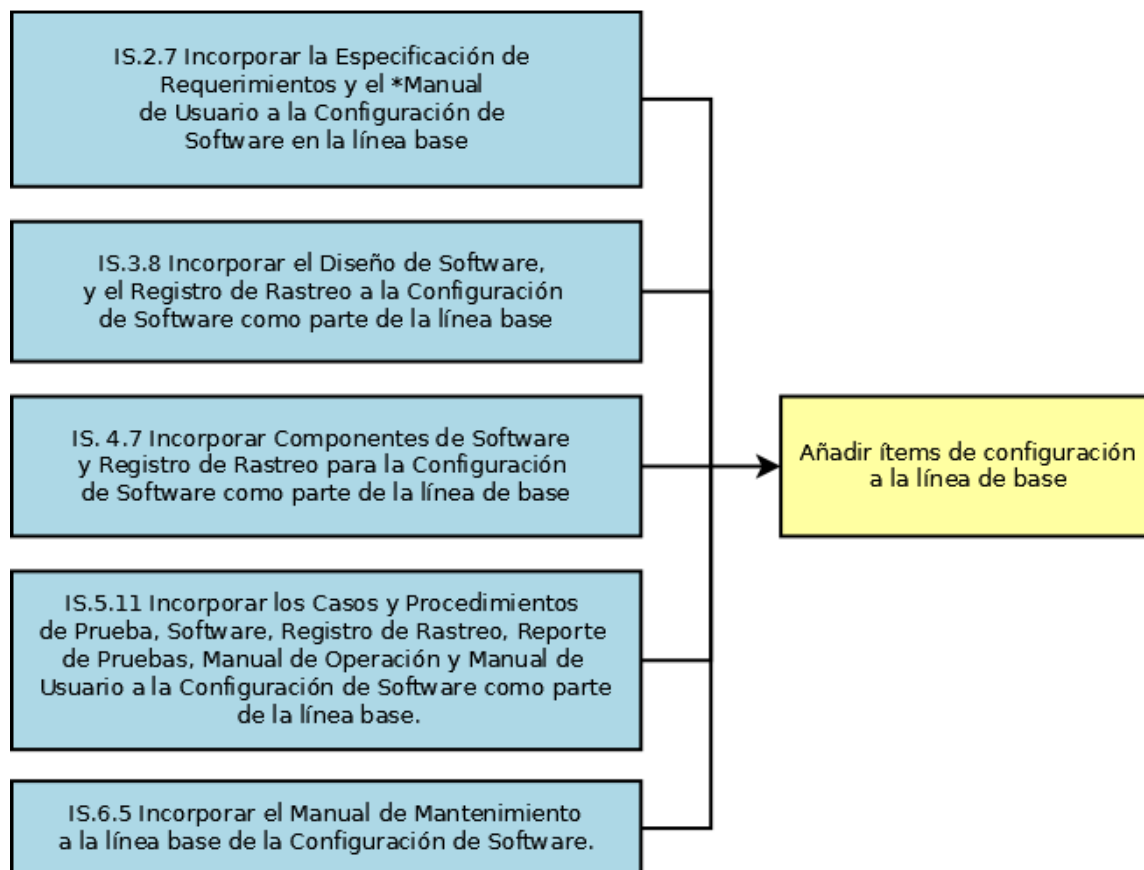 IS.2.7 Incorporar la Especificación de
Requerimientos y el *Manual
de Usuario a la Configuración de
Software en la línea base
IS.3.8 Incorporar el Diseño de Software,
y el Registro de Rastreo a la Configuración
de Software como parte de la línea base
IS. 4.7 Incorporar Componentes de Software
y Registro de Rastreo para la Configuración
de Software como parte de la línea de base
Añadir ítems de configuración
a la línea de base
IS.5.11 Incorporar los Casos y Procedimientos
de Prueba, Software, Registro de Rastreo, Reporte
de Pruebas, Manual de Operación y Manual de
Usuario a la Configuración de Software como parte
de la línea base.
IS.6.5 Incorporar el Manual de Mantenimiento
a la línea base de la Configuración de Software.